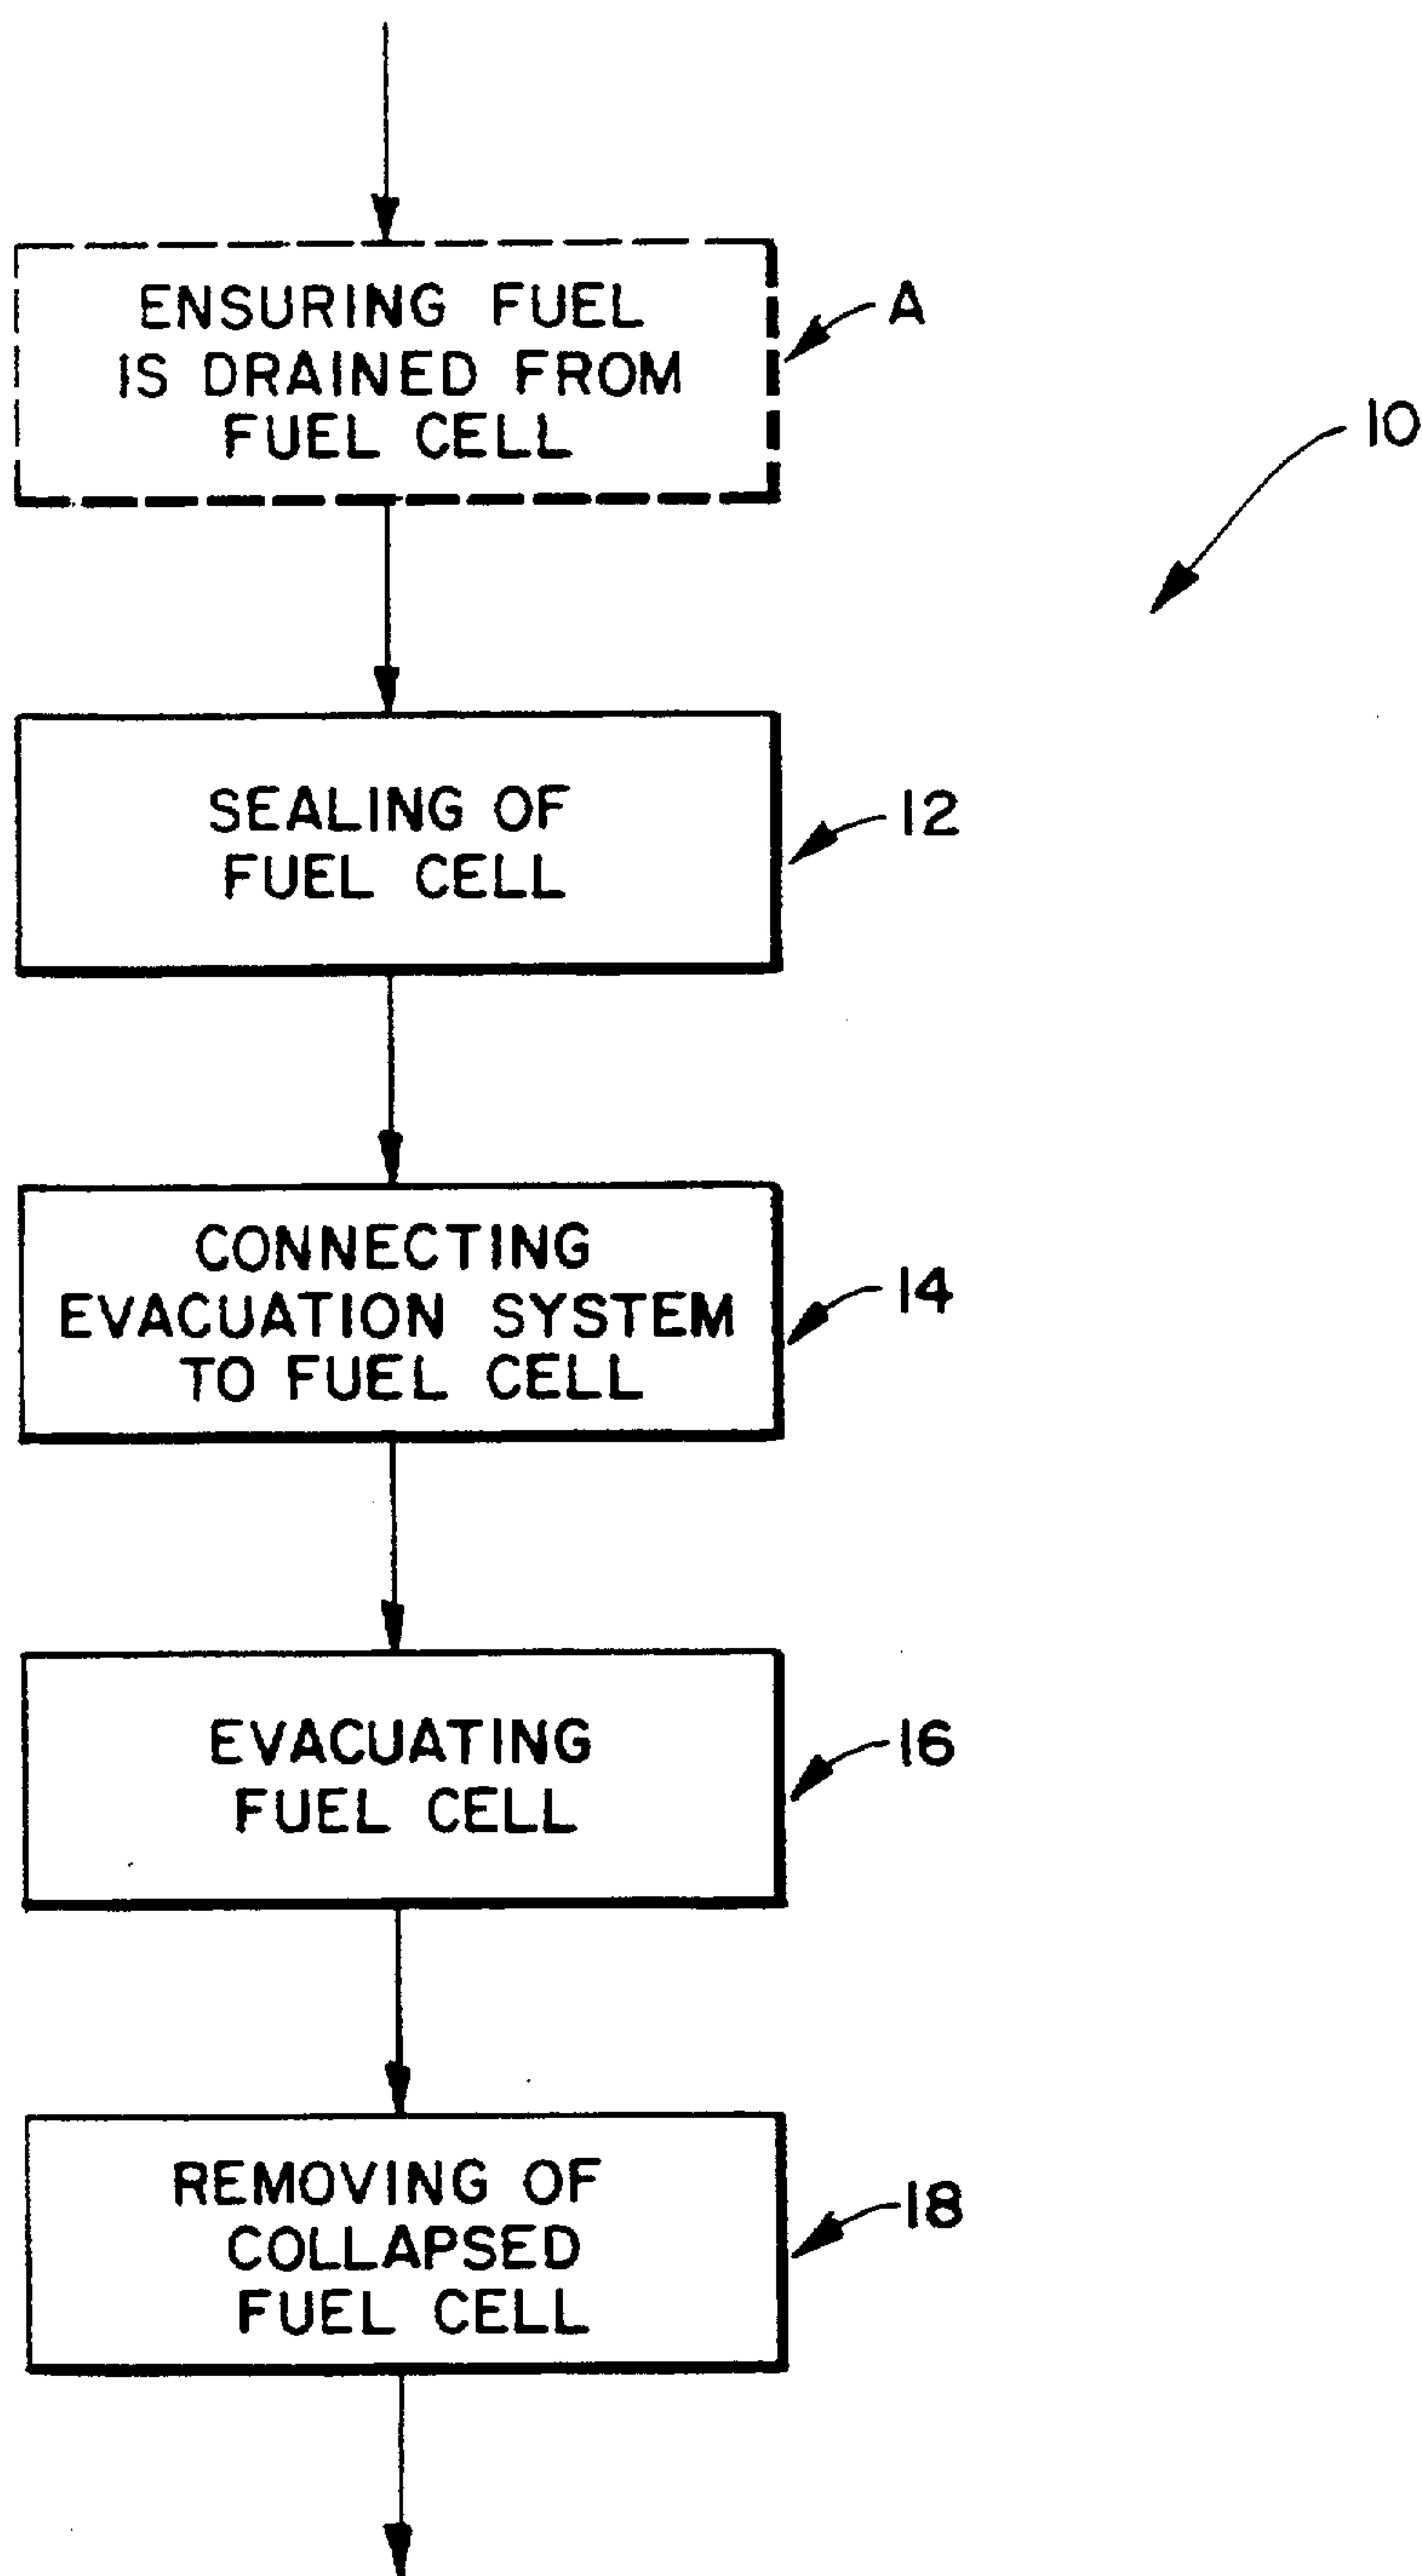 ENSURING FUEL
IS DRAINED FROM
FUEL CELL
A
10
SEALING OF
FUEL CELL
12
CONNECTING
EVACUATION SYSTEM
TO FUEL CELL
14
EVACUATING
FUEL CELL
16
REMOVING OF
COLLAPSED
FUEL CELL
18